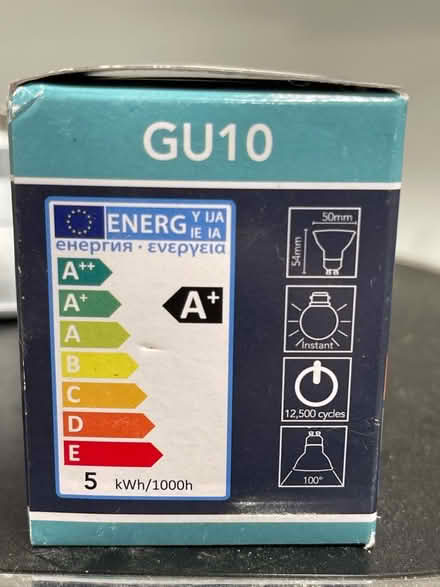 GU10
ENERG Y IJA
IE IA
енергия · ενεργεια
A++
A+
A
B
C
D
E
A+
5 kWh/1000h
50mm
54mm
Instant
12,500 cycles
100°